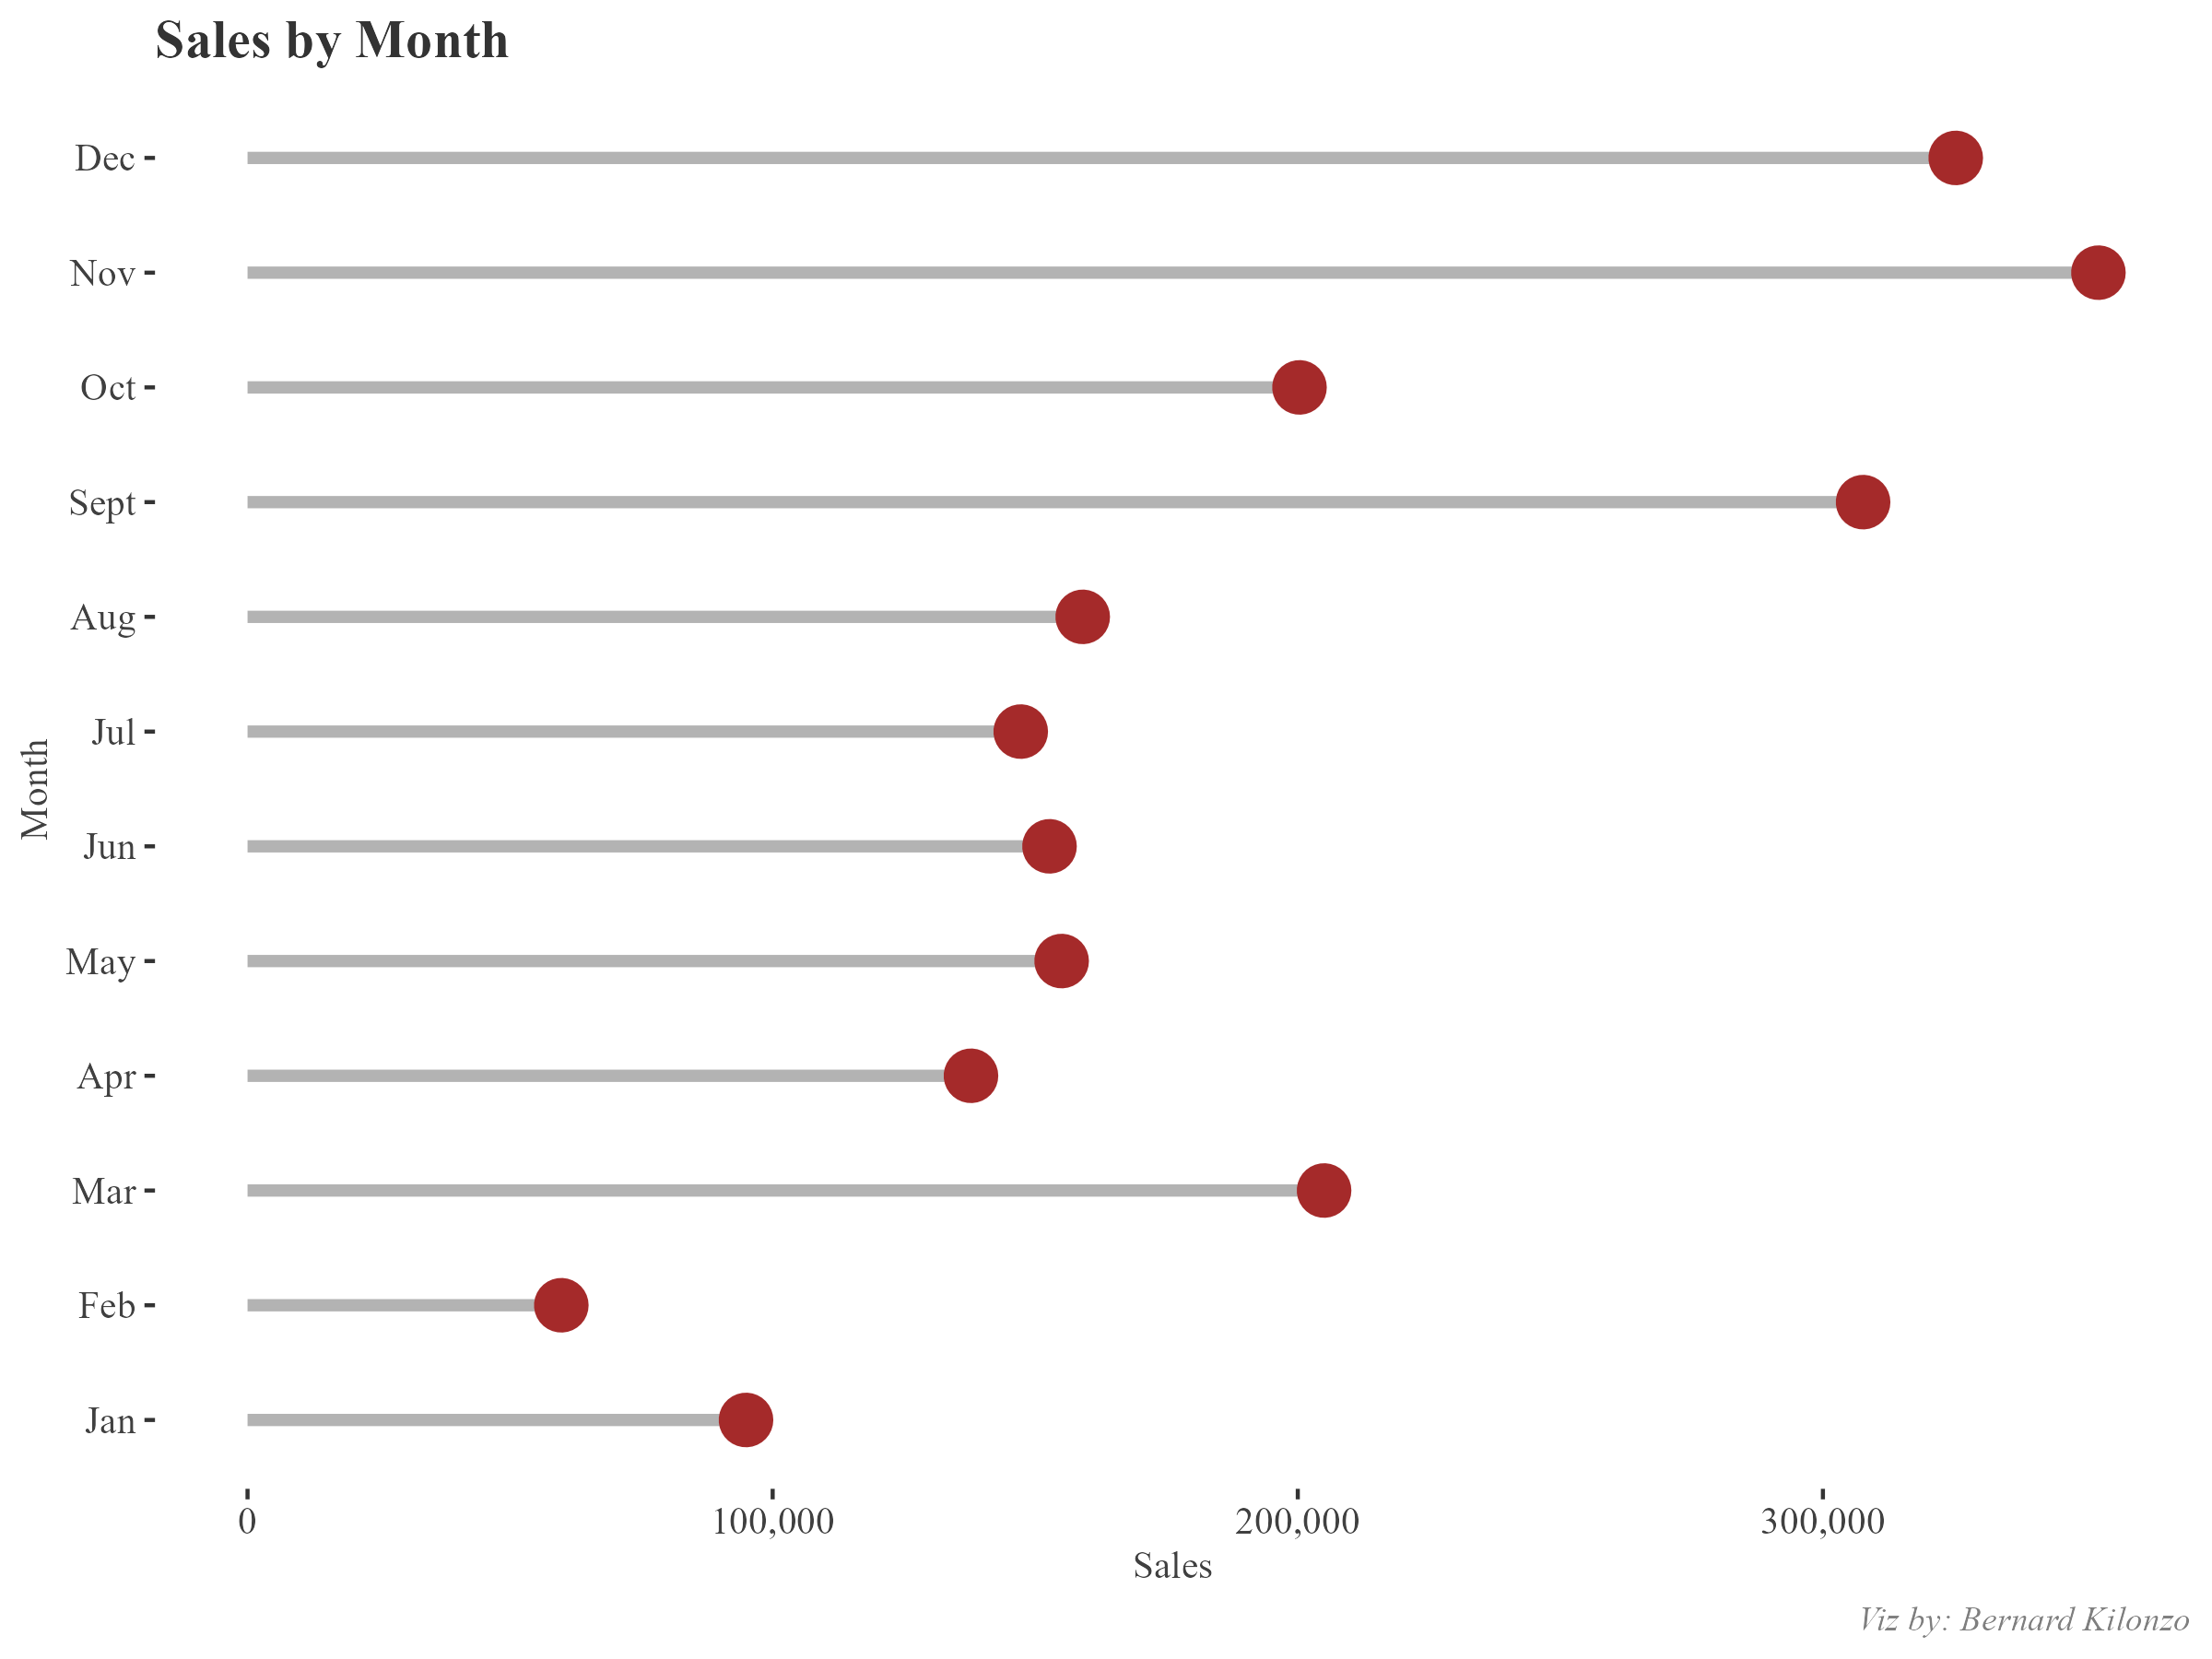 Sales by Month
Dec
Nov
Oct
Sept
Aug
Jul
Jun
May
Apr
Mar
Feb
Jan
Month
0 100,000 200,000 300,000
Sales
Viz by: Bernard Kilonzo